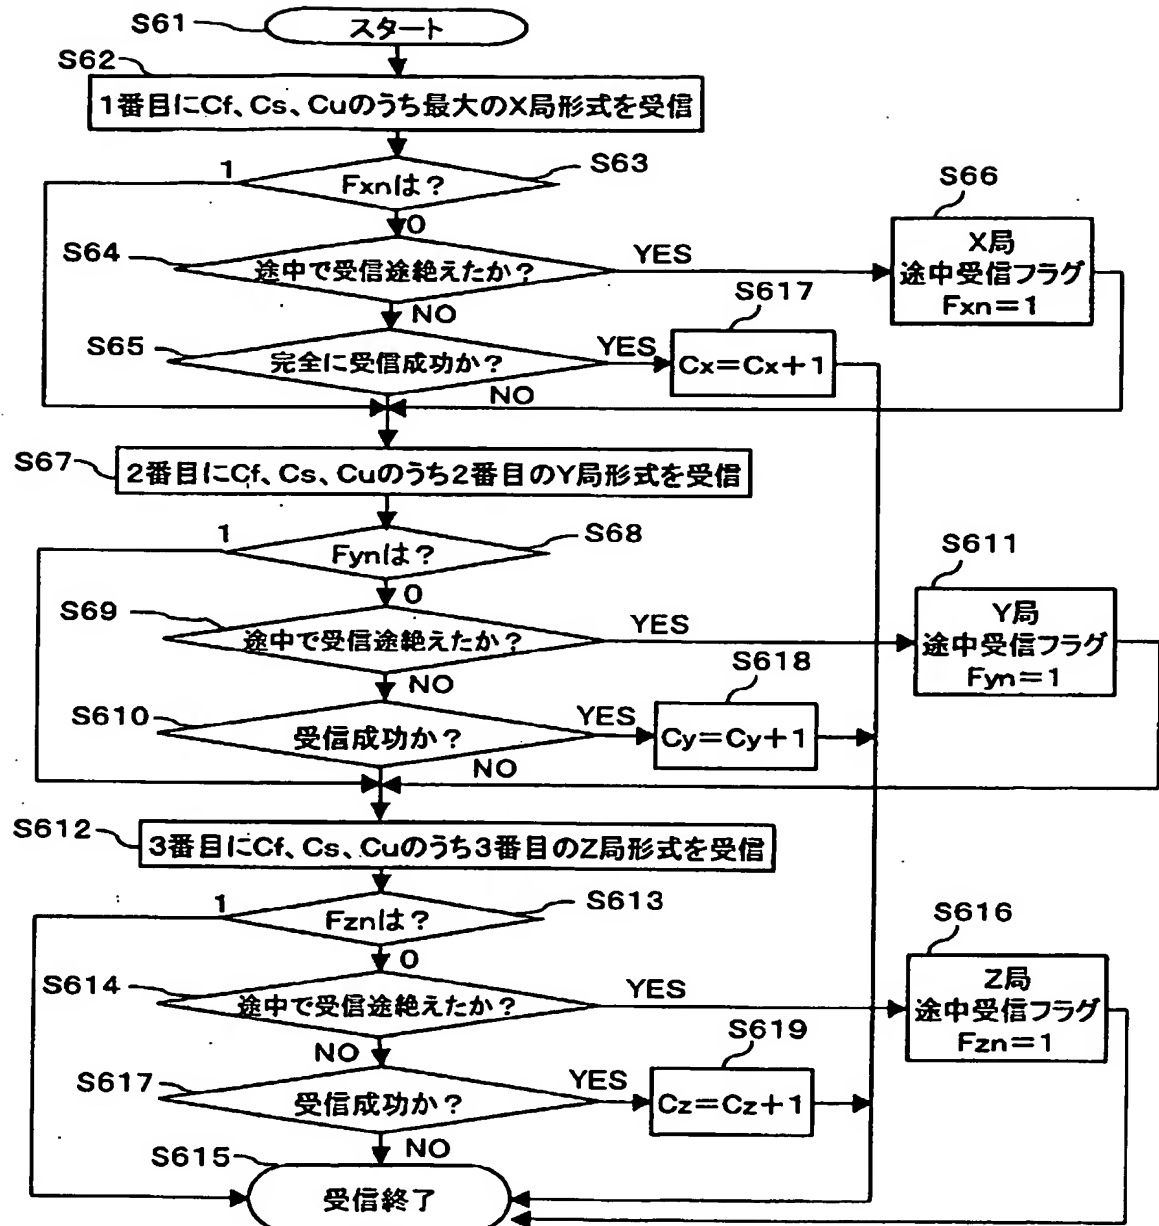 S61
スタート
S62
1番目にCf、Cs、Cuのうち最大のX局形式を受信
1
S63
Fxnは？
0
S64
途中で受信途絶えたか？
YES
S66
X局
途中受信フラグ
Fxn＝1
NO
S65
完全に受信成功か？
YES
S617
Cx＝Cx＋1
NO
S67
2番目にCf、Cs、Cuのうち2番目のY局形式を受信
1
S68
Fynは？
0
S69
途中で受信途絶えたか？
YES
S611
Y局
途中受信フラグ
Fyn＝1
NO
S610
受信成功か？
YES
S618
Cy＝Cy＋1
NO
S612
3番目にCf、Cs、Cuのうち3番目のZ局形式を受信
1
S613
Fznは？
0
S614
途中で受信途絶えたか？
YES
S616
Z局
途中受信フラグ
Fzn＝1
NO
S617
受信成功か？
YES
S619
Cz＝Cz＋1
NO
S615
受信終了